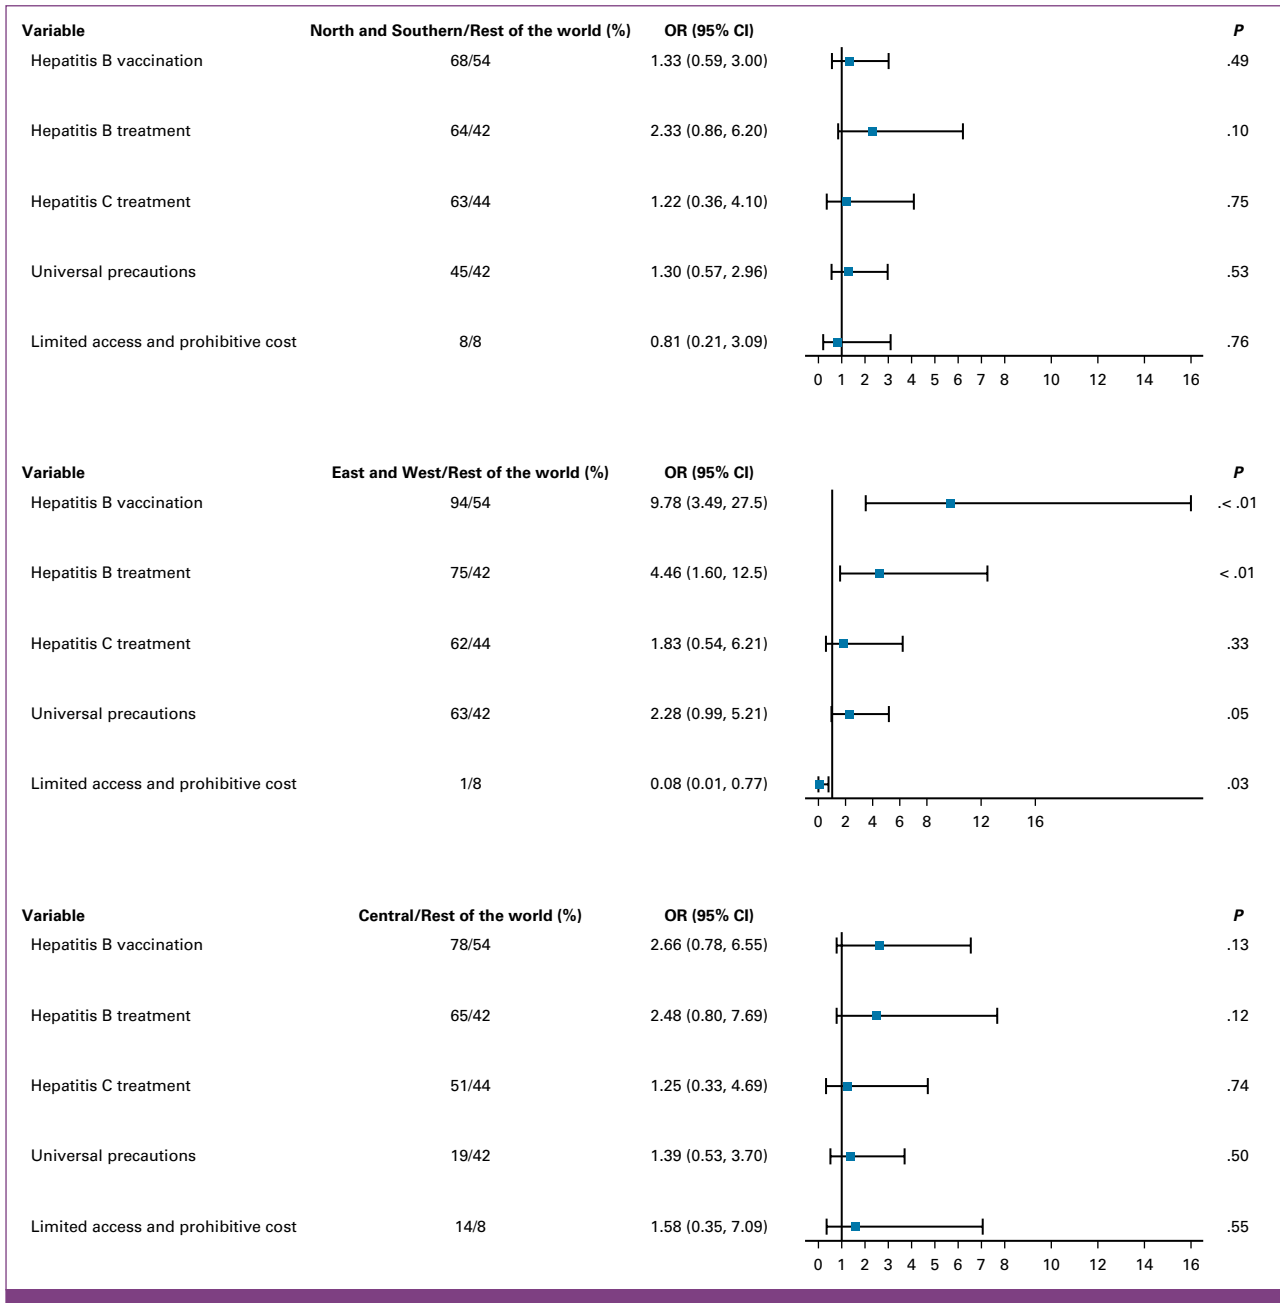 Variable North and Southern/Rest of the world (%) OR (95% CI) P
Hepatitis B vaccination 68/54 1.33 (0.59, 3.00) .49
Hepatitis B treatment 64/42 2.33 (0.86, 6.20) .10
Hepatitis C treatment 63/44 1.22 (0.36, 4.10) .75
Universal precautions 45/42 1.30 (0.57, 2.96) .53
Limited access and prohibitive cost 8/8 0.81 (0.21, 3.09) .76
0 1 2 3 4 5 6 7 8 10 12 14 16
Variable East and West/Rest of the world (%) OR (95% CI) P
Hepatitis B vaccination 94/54 9.78 (3.49, 27.5) .< .01
Hepatitis B treatment 75/42 4.46 (1.60, 12.5) < .01
Hepatitis C treatment 62/44 1.83 (0.54, 6.21) .33
Universal precautions 63/42 2.28 (0.99, 5.21) .05
Limited access and prohibitive cost 1/8 0.08 (0.01, 0.77) .03
0 2 4 6 8 12 16
Variable Central/Rest of the world (%) OR (95% CI) P
Hepatitis B vaccination 78/54 2.66 (0.78, 6.55) .13
Hepatitis B treatment 65/42 2.48 (0.80, 7.69) .12
Hepatitis C treatment 51/44 1.25 (0.33, 4.69) .74
Universal precautions 19/42 1.39 (0.53, 3.70) .50
Limited access and prohibitive cost 14/8 1.58 (0.35, 7.09) .55
0 1 2 3 4 5 6 7 8 10 12 14 16